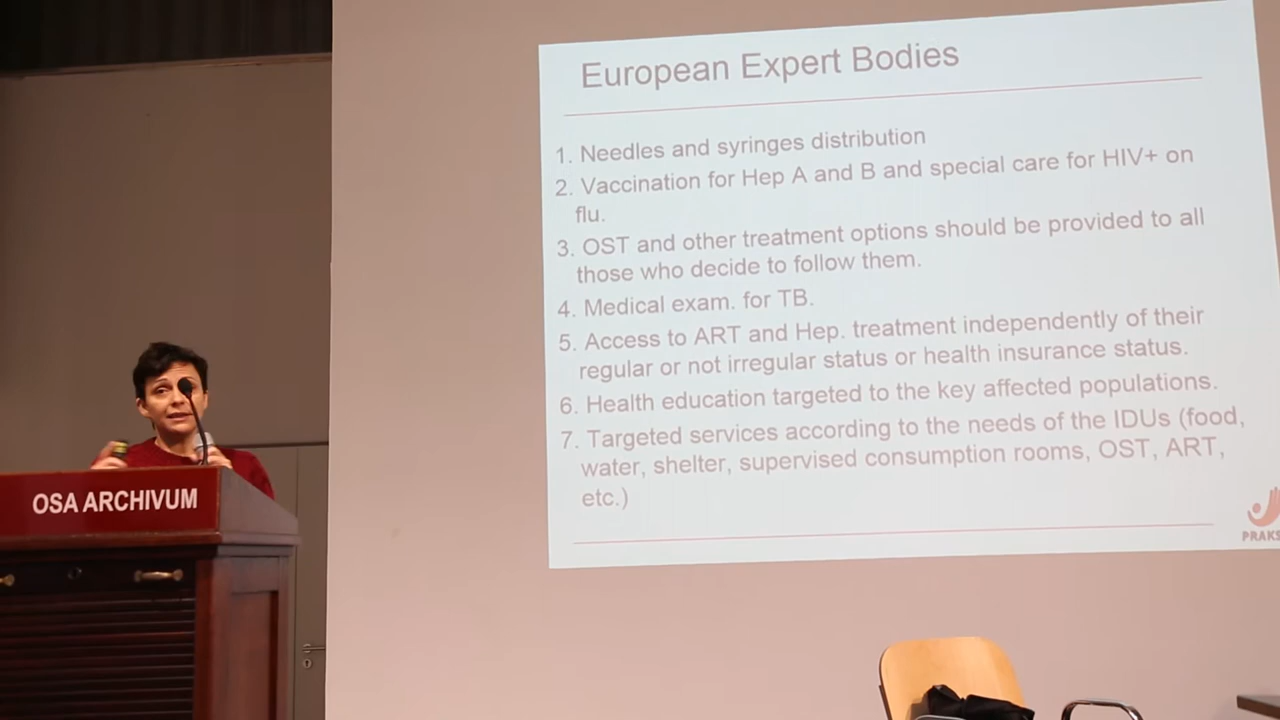 European Expert Bodies
1. Needles and syringes distribution
2. Vaccination for Hep A and B and special care for HIV+ on
flu.
3. OST and other treatment options should be provided to all
those who decide to follow them.
4. Medical exam. for TB.
5. Access to ART and Hep. treatment independently of their
regular or not irregular status or health insurance status.
6. Health education targeted to the key affected populations.
7. Targeted services according to the needs of the IDUs (food,
water, shelter, supervised consumption rooms, OST, ART,
etc.)
PRAKS
OSA ARCHIVUM